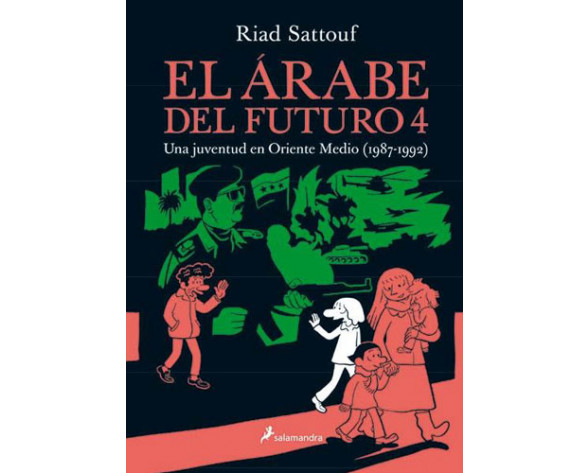 Riad Sattouf
EL ÁRABE
DEL FUTURO 4
Una juventud en Oriente Medio (1987-1992)
salamandra